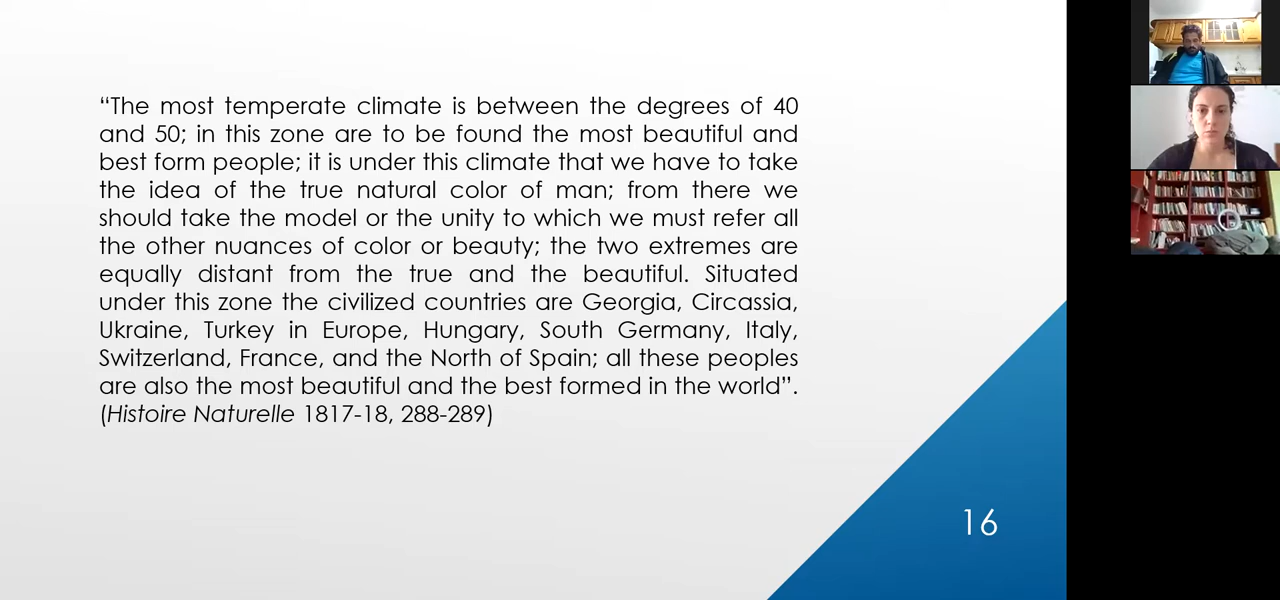 “The most temperate climate is between the degrees of 40
and 50; in this zone are to be found the most beautiful and
best form people; it is under this climate that we have to take
the idea of the true natural color of man; from there we
should take the model or the unity to which we must refer all
the other nuances of color or beauty; the two extremes are
equally distant from the true and the beautiful. Situated
under this zone the civilized countries are Georgia, Circassia,
Ukraine, Turkey in Europe, Hungary, South Germany, Italy,
Switzerland, France, and the North of Spain; all these peoples
are also the most beautiful and the best formed in the world”.
(Histoire Naturelle 1817-18, 288-289)
16